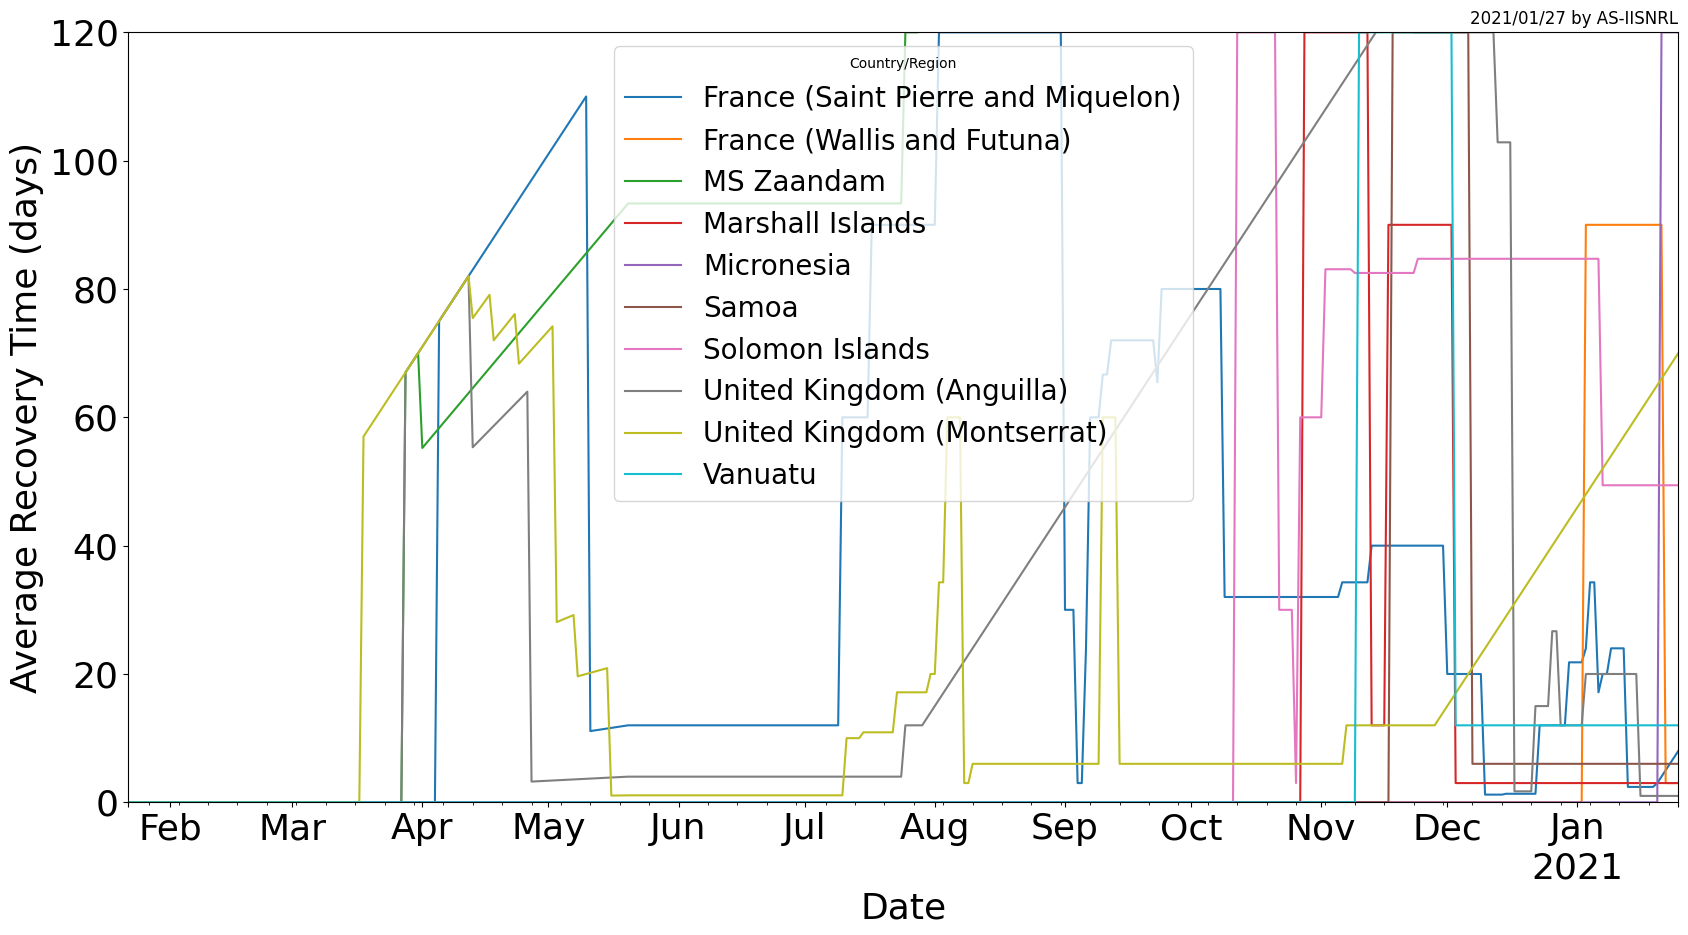 2021/01/27 by AS-IISNRL
120
100
80
60
40
20
0
Average Recovery Time (days)
Country/Region
France (Saint Pierre and Miquelon)
France (Wallis and Futuna)
MS Zaandam
Marshall Islands
Micronesia
Samoa
Solomon Islands
United Kingdom (Anguilla)
United Kingdom (Montserrat)
Vanuatu
Feb Mar Apr May Jun Jul Aug Sep Oct Nov Dec Jan
2021
Date